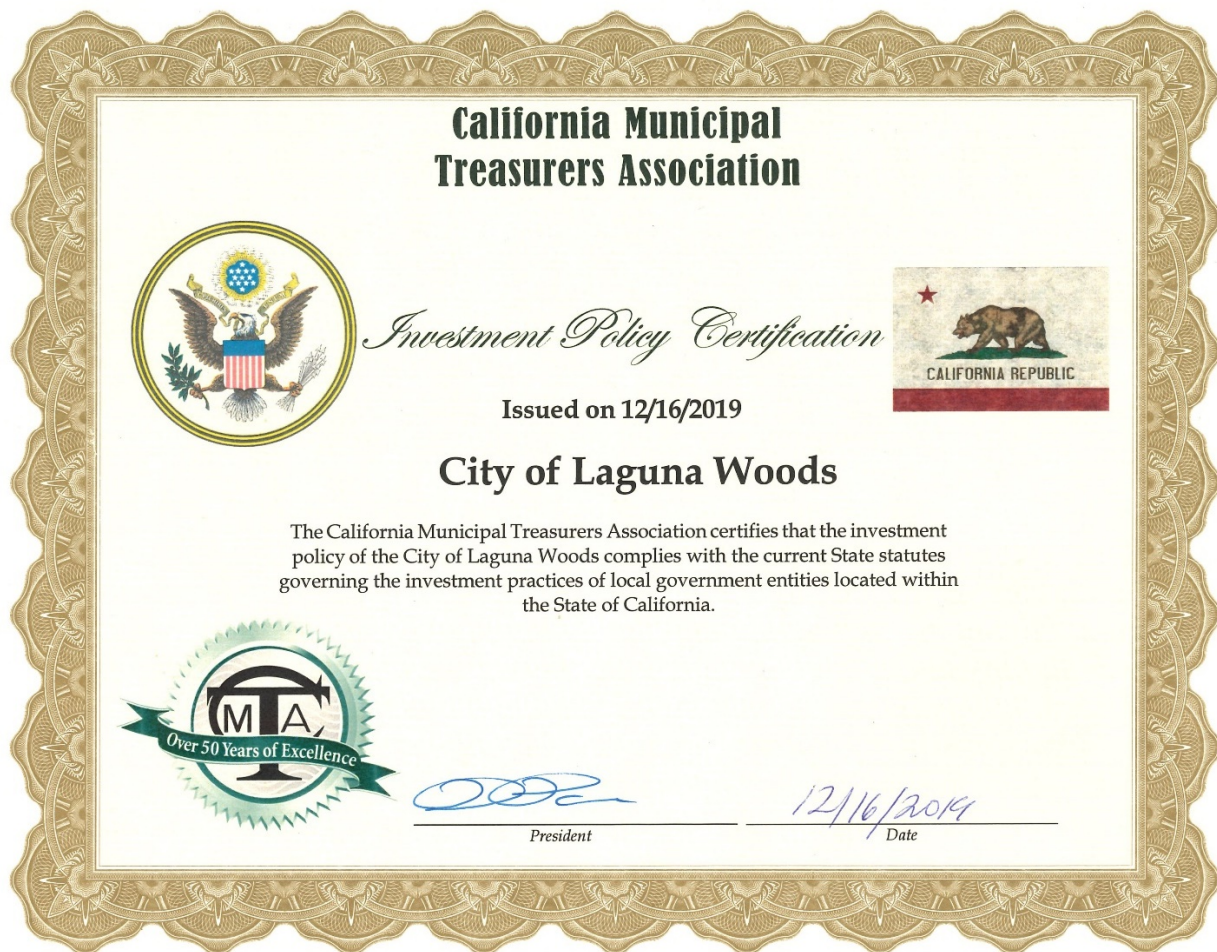 California Municipal
Treasurers Association
Investment Policy Certification
CALIFORNIA REPUBLIC
Issued on 12/16/2019
City of Laguna Woods
The California Municipal Treasurers Association certifies that the investment
policy of the City of Laguna Woods complies with the current State statutes
governing the investment practices of local government entities located within
the State of California.
CMTA
Over 50 Years of Excellence
12/16/2019
President
Date